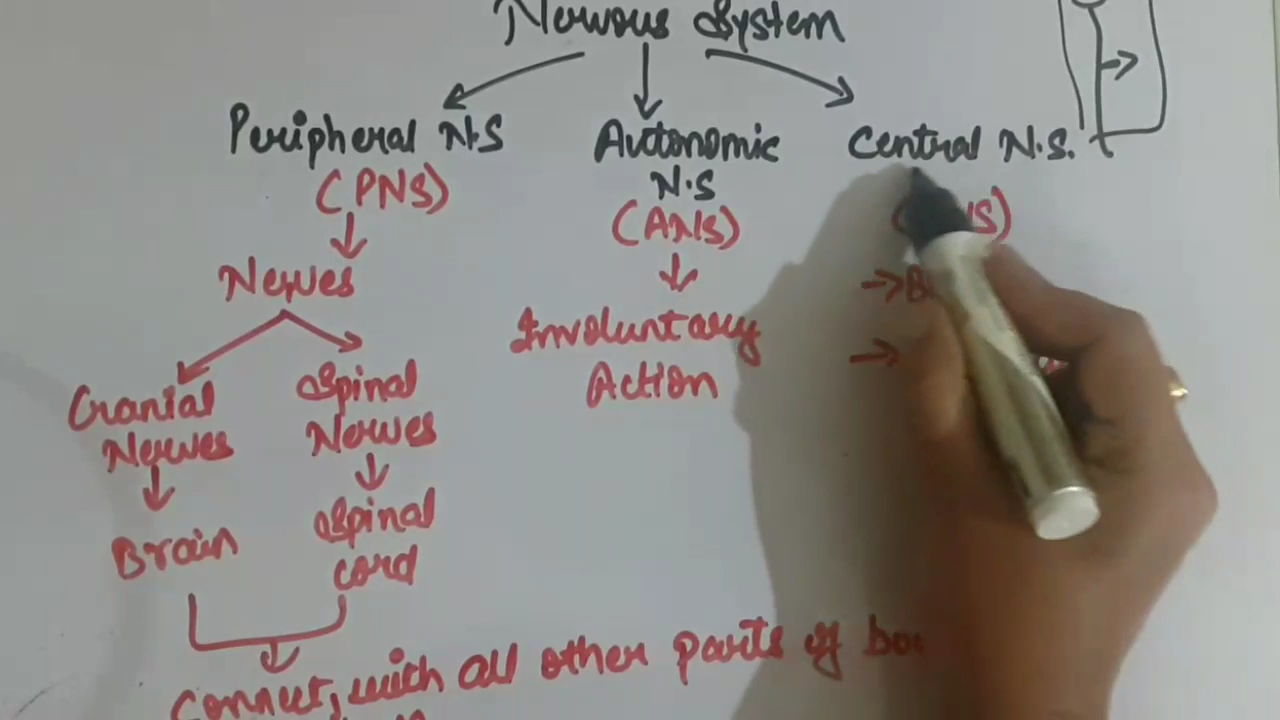 Nervous System
Peripheral N.S
(PNS)
Nerves
Cranial
Nerves
Brain
Spinal
Nerves
Spinal
cord
Connect, with all other parts of
Autonomic
N.S
(ANS)
Involuntary
Action
Central N.S.